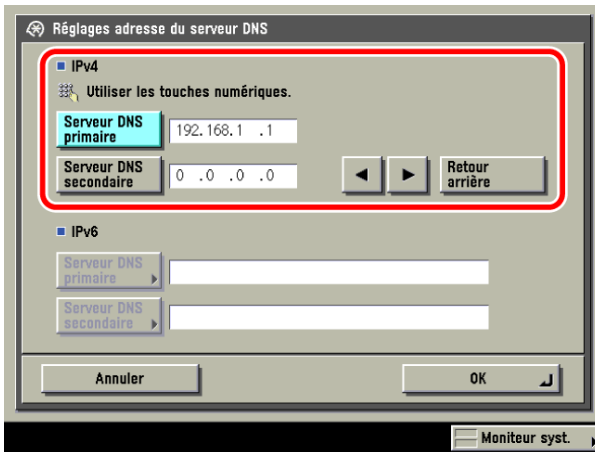 Réglages adresse du serveur DNS
IPv4
Utiliser les touches numériques.
Serveur DNS
primaire
192.168.1 .1
Serveur DNS
secondaire
0 .0 .0 .0
Retour
arrière
IPv6
Serveur DNS
primaire
Serveur DNS
secondaire
Annuler
OK
Moniteur syst.